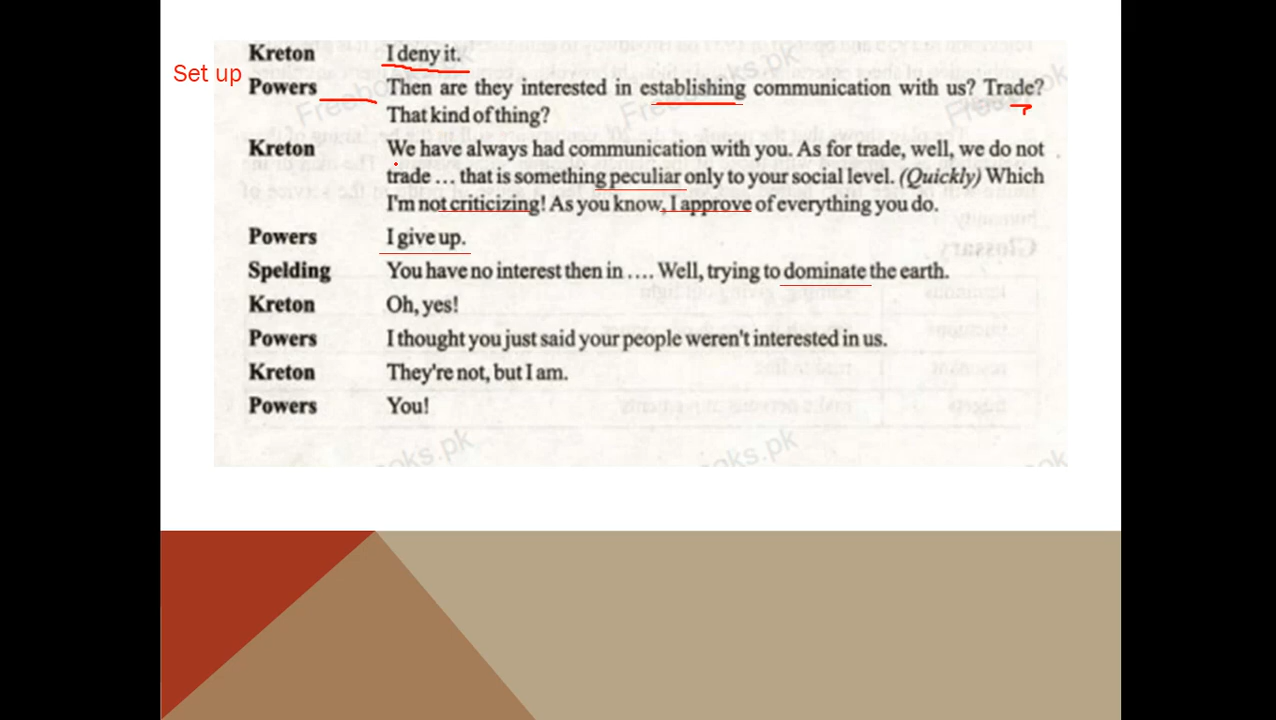 Kreton I deny it.
Set up
Powers Then are they interested in establishing communication with us? Trade?
That kind of thing?
Kreton We have always had communication with you. As for trade, well, we do not
trade ... that is something peculiar only to your social level. (Quickly) Which
I'm not criticizing! As you know, I approve of everything you do.
Powers I give up.
Spelding You have no interest then in .... Well, trying to dominate the earth.
Kreton Oh, yes!
Powers I thought you just said your people weren't interested in us.
Kreton They're not, but I am.
Powers You!